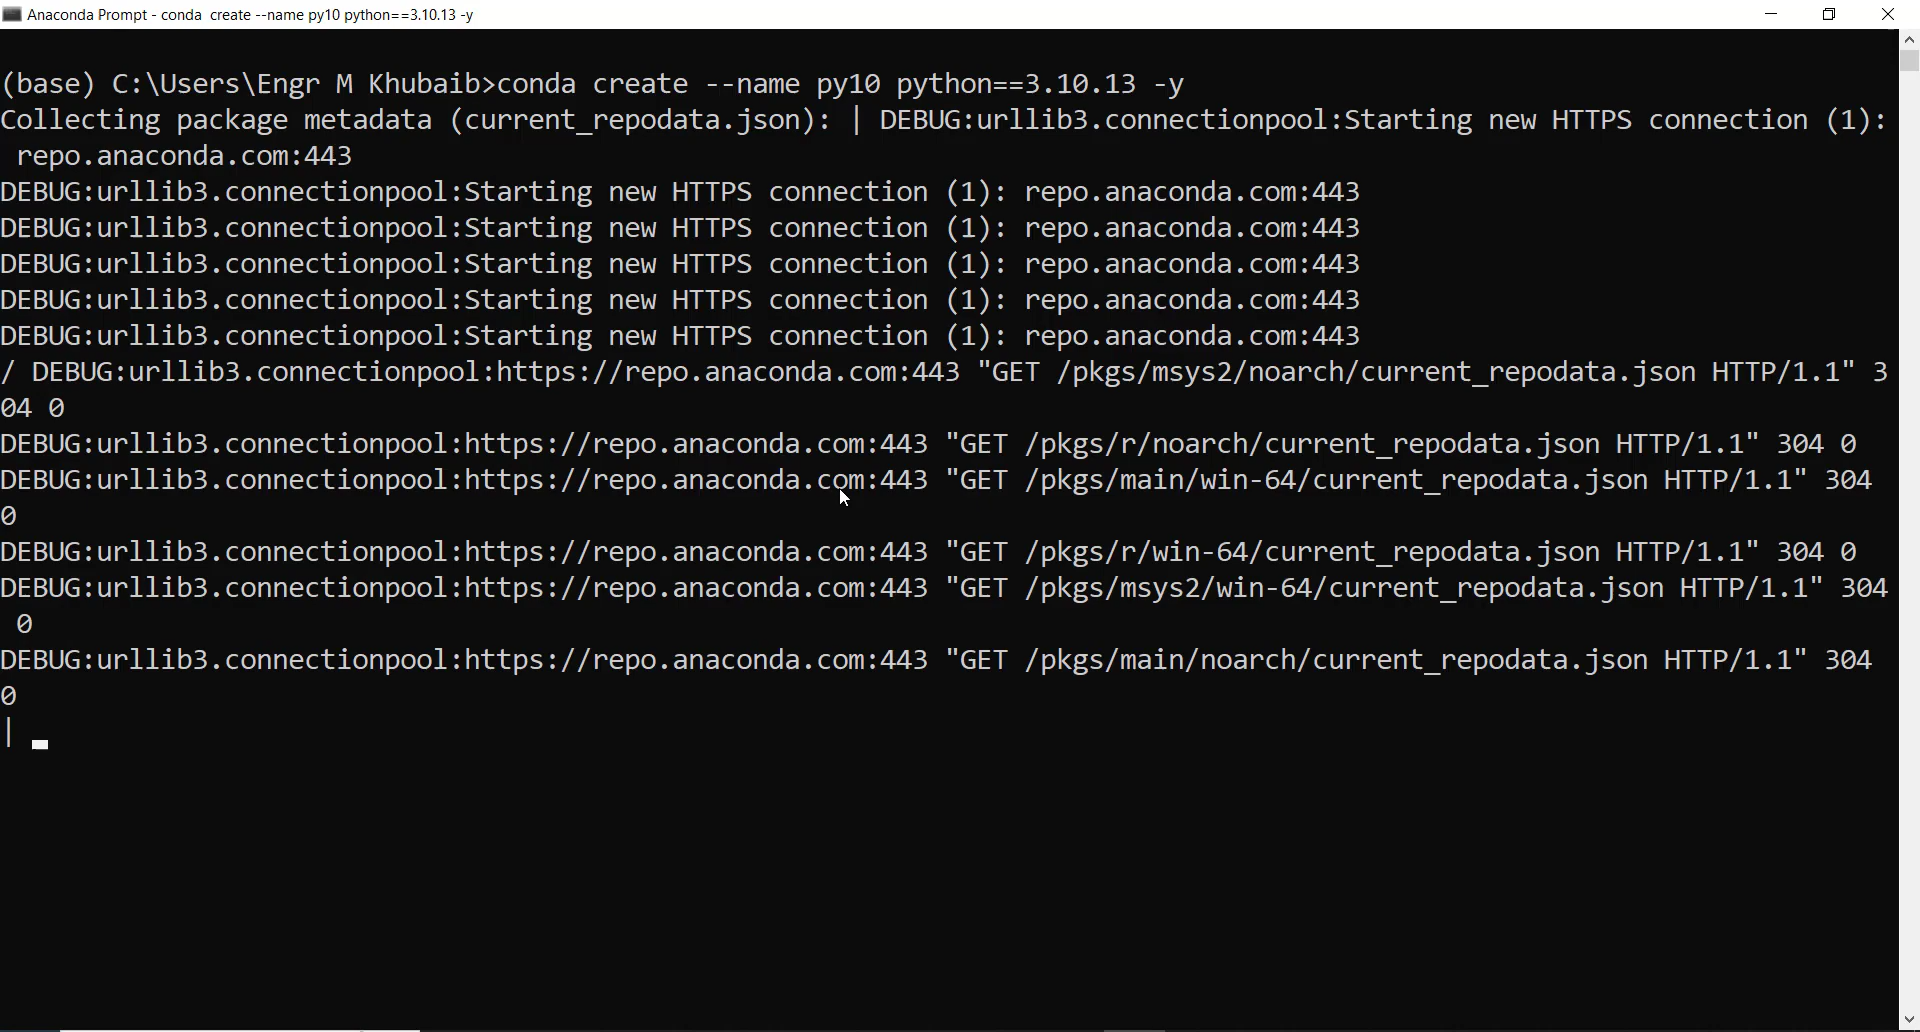 Anaconda Prompt - conda  create --name py10 python==3.10.13 -y
(base) C:\Users\Engr M Khubaib>conda create --name py10 python==3.10.13 -y
Collecting package metadata (current_repodata.json): | DEBUG:urllib3.connectionpool:Starting new HTTPS connection (1):
 repo.anaconda.com:443
DEBUG:urllib3.connectionpool:Starting new HTTPS connection (1): repo.anaconda.com:443
DEBUG:urllib3.connectionpool:Starting new HTTPS connection (1): repo.anaconda.com:443
DEBUG:urllib3.connectionpool:Starting new HTTPS connection (1): repo.anaconda.com:443
DEBUG:urllib3.connectionpool:Starting new HTTPS connection (1): repo.anaconda.com:443
DEBUG:urllib3.connectionpool:Starting new HTTPS connection (1): repo.anaconda.com:443
/ DEBUG:urllib3.connectionpool:https://repo.anaconda.com:443 "GET /pkgs/msys2/noarch/current_repodata.json HTTP/1.1" 3
04 0
DEBUG:urllib3.connectionpool:https://repo.anaconda.com:443 "GET /pkgs/r/noarch/current_repodata.json HTTP/1.1" 304 0
DEBUG:urllib3.connectionpool:https://repo.anaconda.com:443 "GET /pkgs/main/win-64/current_repodata.json HTTP/1.1" 304
0
DEBUG:urllib3.connectionpool:https://repo.anaconda.com:443 "GET /pkgs/r/win-64/current_repodata.json HTTP/1.1" 304 0
DEBUG:urllib3.connectionpool:https://repo.anaconda.com:443 "GET /pkgs/msys2/win-64/current_repodata.json HTTP/1.1" 304
 0
DEBUG:urllib3.connectionpool:https://repo.anaconda.com:443 "GET /pkgs/main/noarch/current_repodata.json HTTP/1.1" 304
0
|